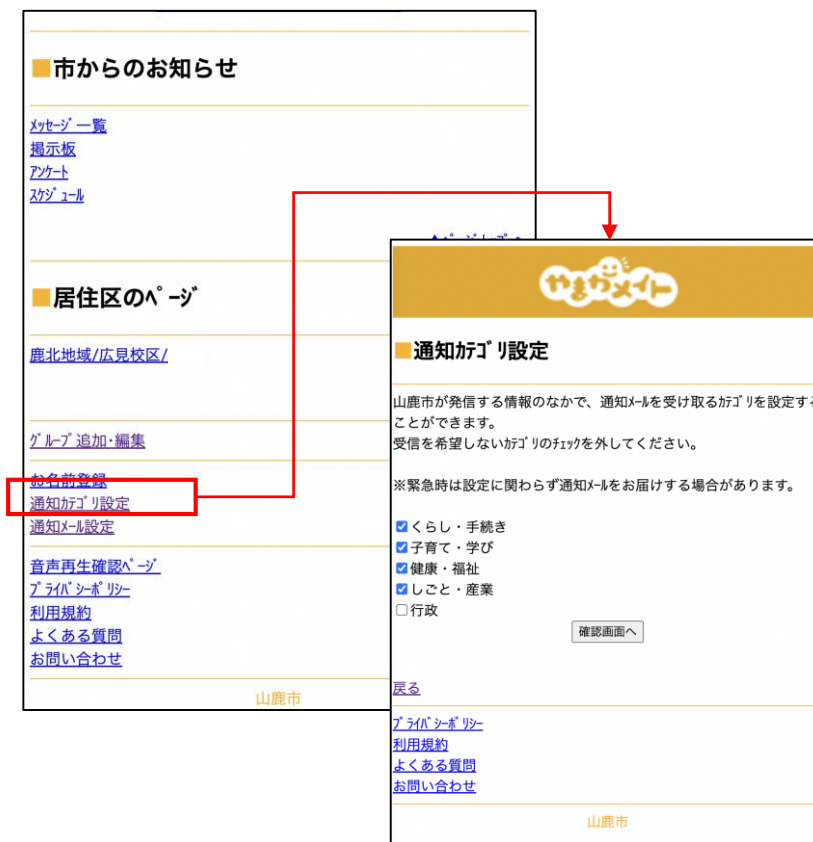 ■市からのお知らせ
ﾒｯｾｰｼﾞ一覧
掲示板
ｱﾝｹｰﾄ
ｽｹｼﾞｭｰﾙ
■居住区のﾍﾟｰｼﾞ
鹿北地域/広見校区/
ｸﾞﾙｰﾌﾟ追加･編集
お名前登録
通知ｶﾃｺﾞﾘ設定
通知ﾒｰﾙ設定
音声再生確認ﾍﾟｰｼﾞ
ﾌﾟﾗｲﾊﾞｼｰﾎﾟﾘｼｰ
利用規約
よくある質問
お問い合わせ
山鹿市
やまがメイト
■通知ｶﾃｺﾞﾘ設定
山鹿市が発信する情報のなかで、通知ﾒｰﾙを受け取るｶﾃｺﾞﾘを設定する
ことができます。
受信を希望しないｶﾃｺﾞﾘのﾁｪｯｸを外してください。
※緊急時は設定に関わらず通知ﾒｰﾙをお届けする場合があります。
くらし・手続き
子育て・学び
健康・福祉
しごと・産業
行政
確認画面へ
戻る
ﾌﾟﾗｲﾊﾞｼｰﾎﾟﾘｼｰ
利用規約
よくある質問
お問い合わせ
山鹿市